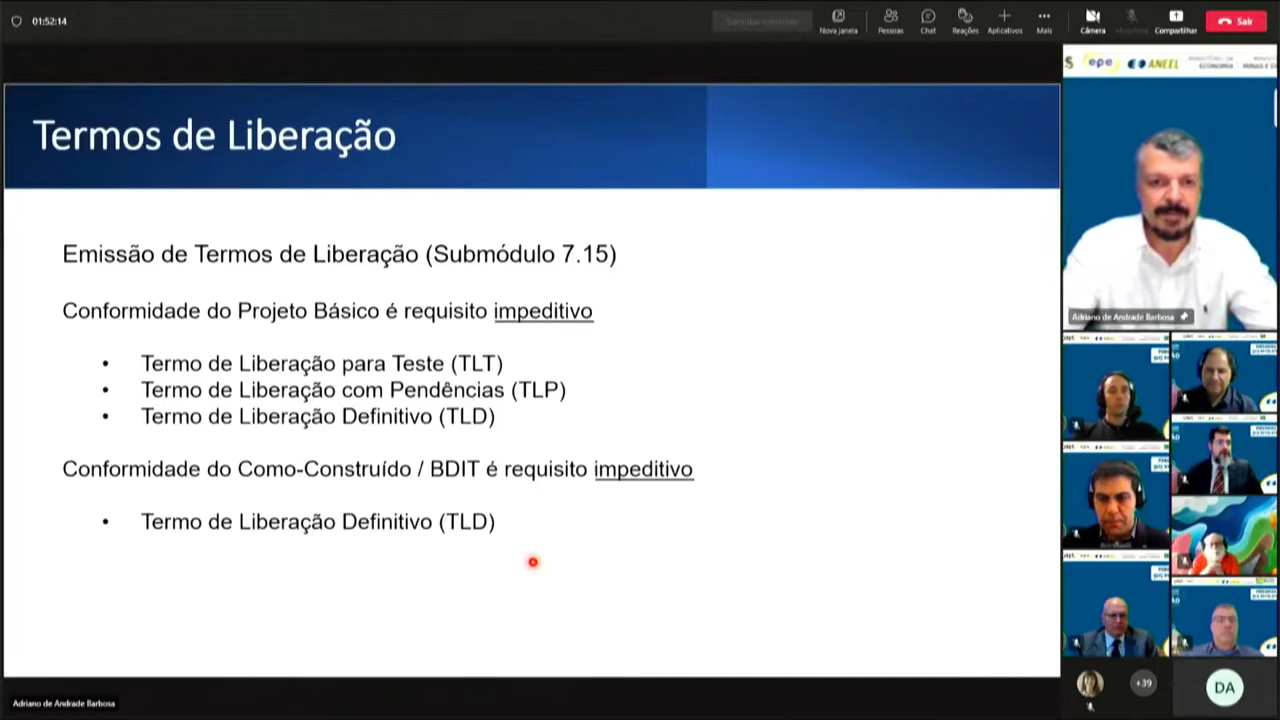 01:52:14
Solicitar controle
Nova janela
Pessoas
Chat
Reações
Aplicativos
Mais
Câmera
Compartilhar
Sair
Termos de Liberação
Emissão de Termos de Liberação (Submódulo 7.15)
Conformidade do Projeto Básico é requisito impeditivo
• Termo de Liberação para Teste (TLT)
• Termo de Liberação com Pendências (TLP)
• Termo de Liberação Definitivo (TLD)
Conformidade do Como-Construído / BDIT é requisito impeditivo
• Termo de Liberação Definitivo (TLD)
epe
ANEEL
Adriano de Andrade Barbosa
+39
DA
Adriano de Andrade Barbosa